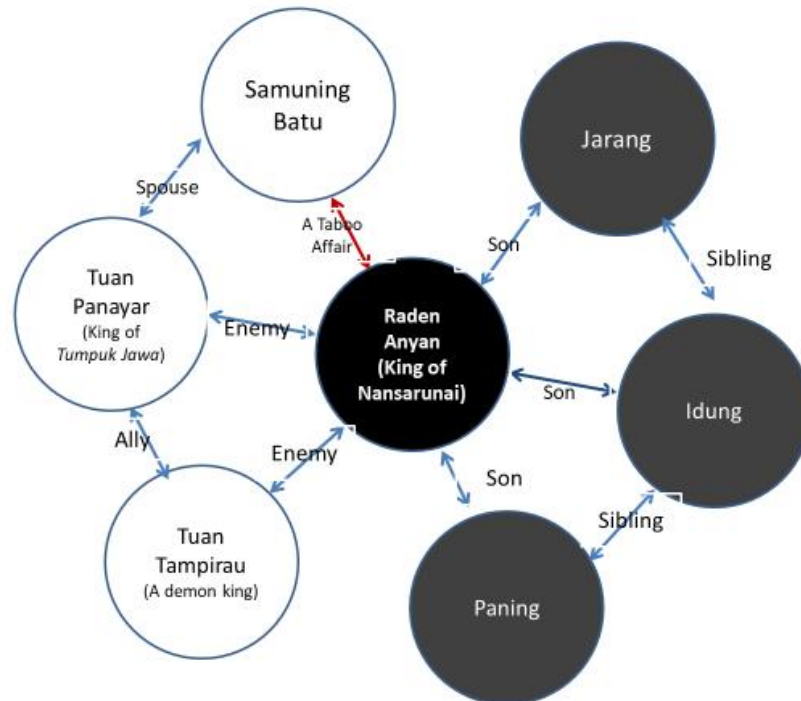 Samuning
Batu
Jarang
Spouse
A Taboo
Affair
Son
Sibling
Tuan
Panayar
(King of
Tumpuk Jawa)
Enemy
Raden
Anyan
(King of
Nansarunai)
Son
Idung
Ally
Enemy
Son
Sibling
Tuan
Tampirau
(A demon king)
Paning